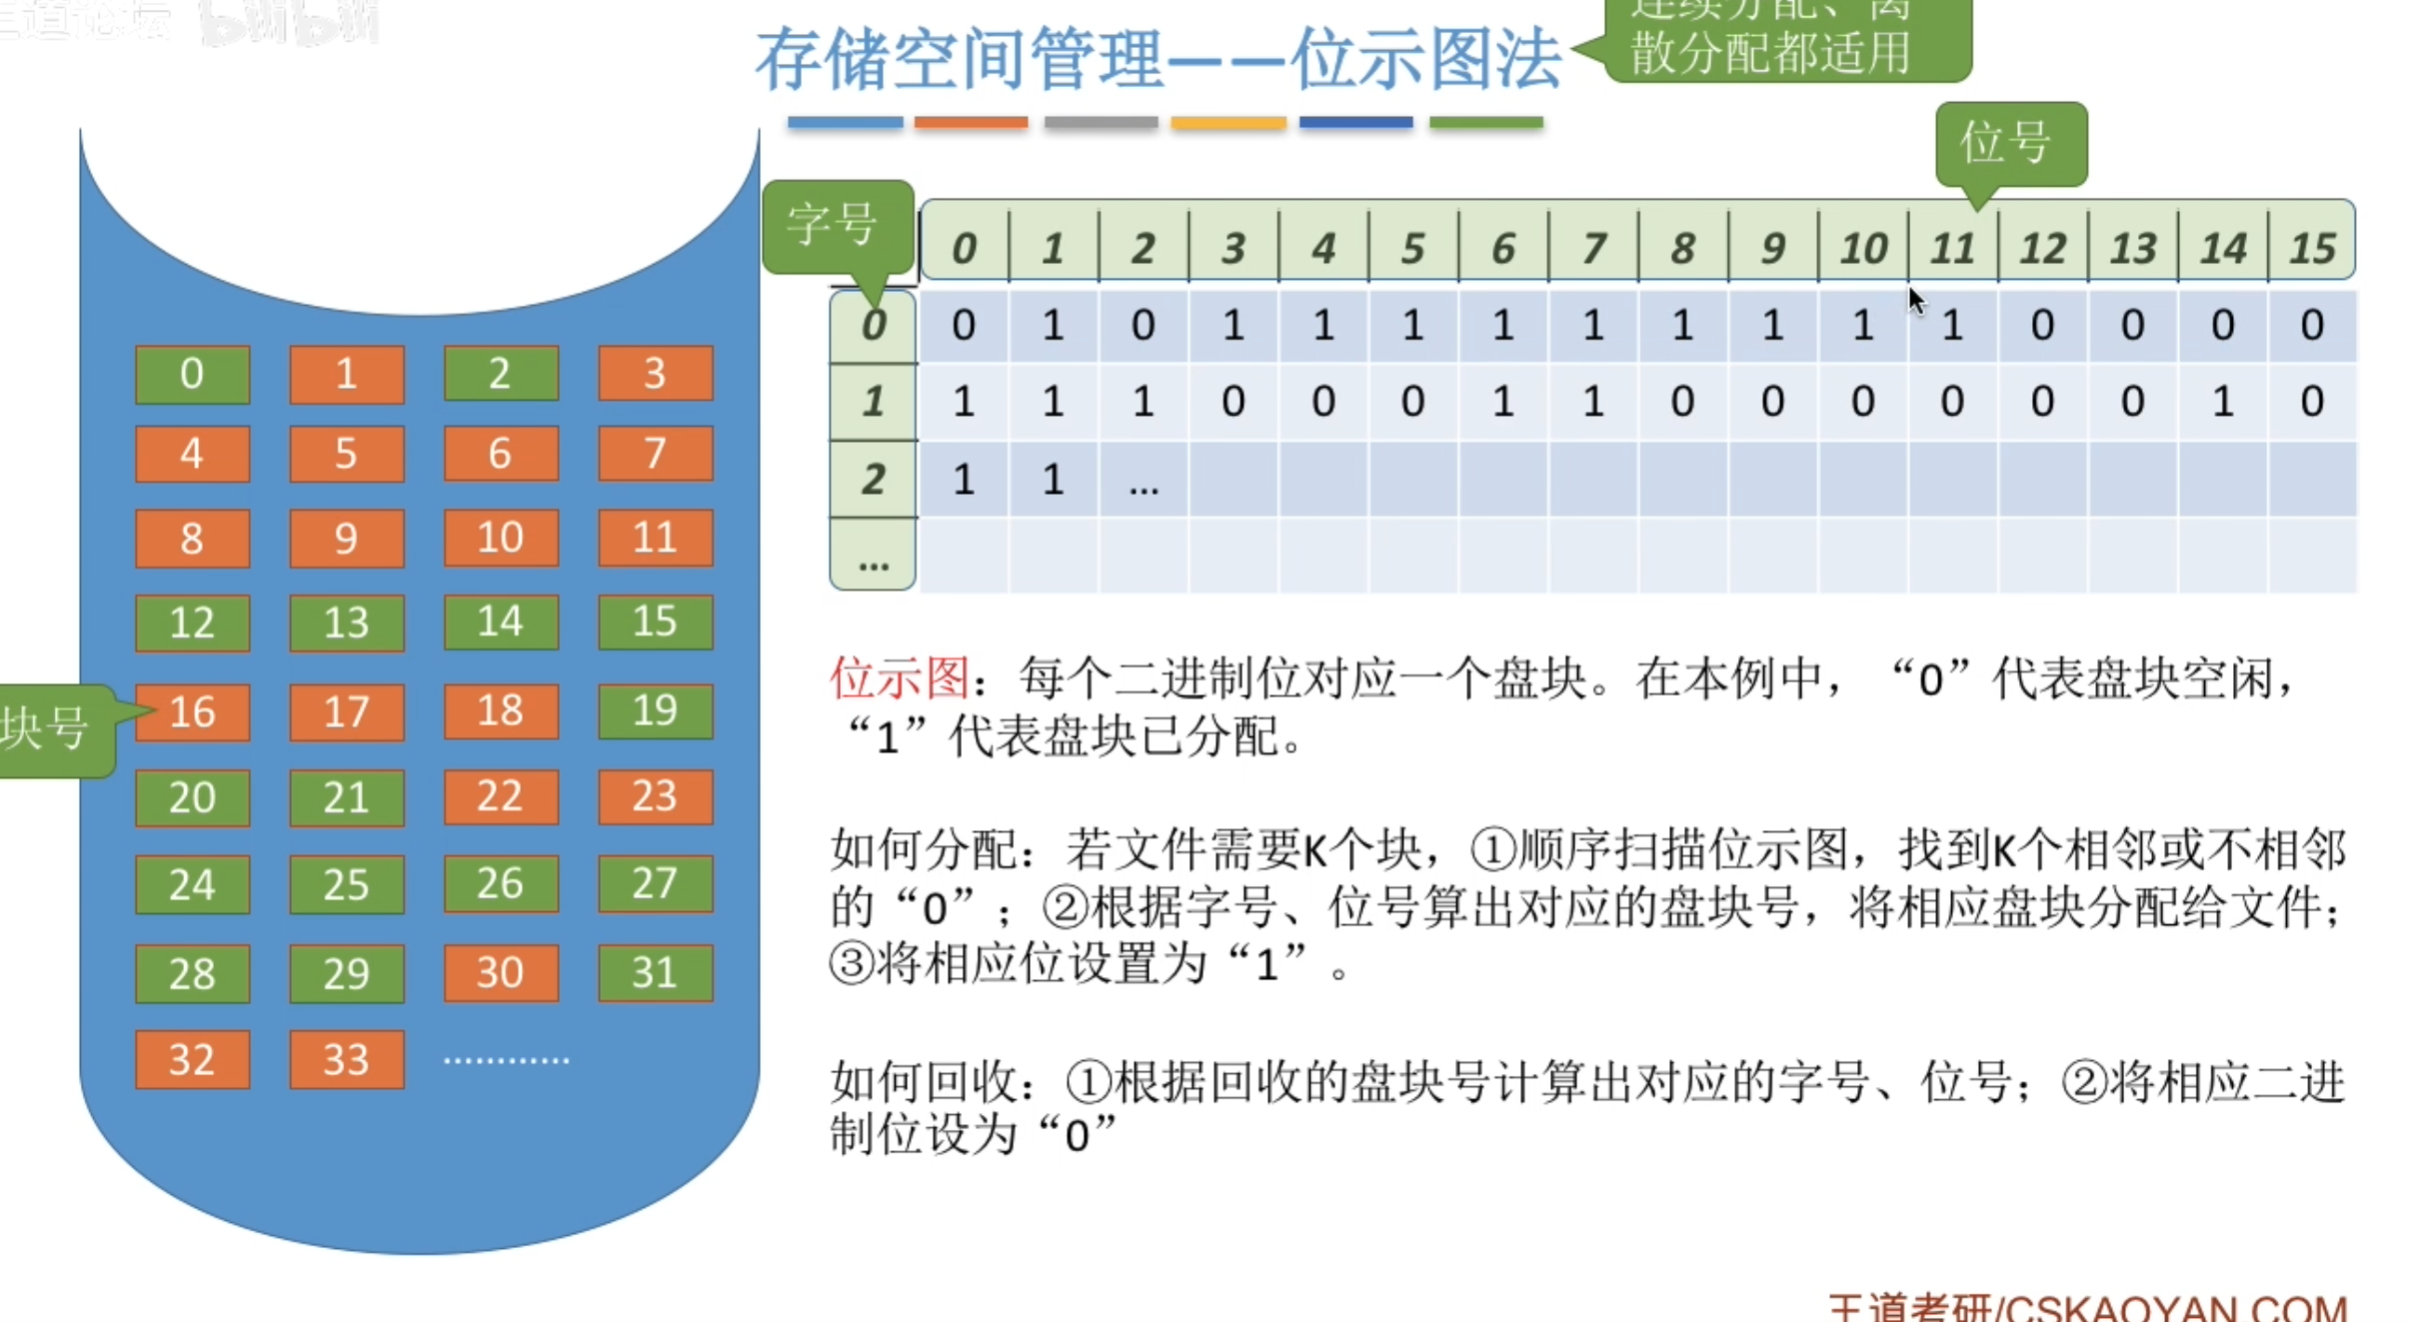 王道论坛 bilibili
连续分配、离
散分配都适用
存储空间管理——位示图法
位号
字号
0 1 2 3 4 5 6 7 8 9 10 11 12 13 14 15
0 0 1 0 1 1 1 1 1 1 1 1 1 0 0 0 0
1 1 1 1 0 0 0 1 1 0 0 0 0 0 0 1 0
2 1 1 ...
...
0 1 2 3
4 5 6 7
8 9 10 11
12 13 14 15
块号
16 17 18 19
20 21 22 23
24 25 26 27
28 29 30 31
32 33 …………
位示图：每个二进制位对应一个盘块。在本例中，“0”代表盘块空闲，
“1”代表盘块已分配。
如何分配：若文件需要K个块，①顺序扫描位示图，找到K个相邻或不相邻
的“0”；②根据字号、位号算出对应的盘块号，将相应盘块分配给文件；
③将相应位设置为“1”。
如何回收：①根据回收的盘块号计算出对应的字号、位号；②将相应二进
制位设为“0”
王道考研/CSKAOYAN.COM